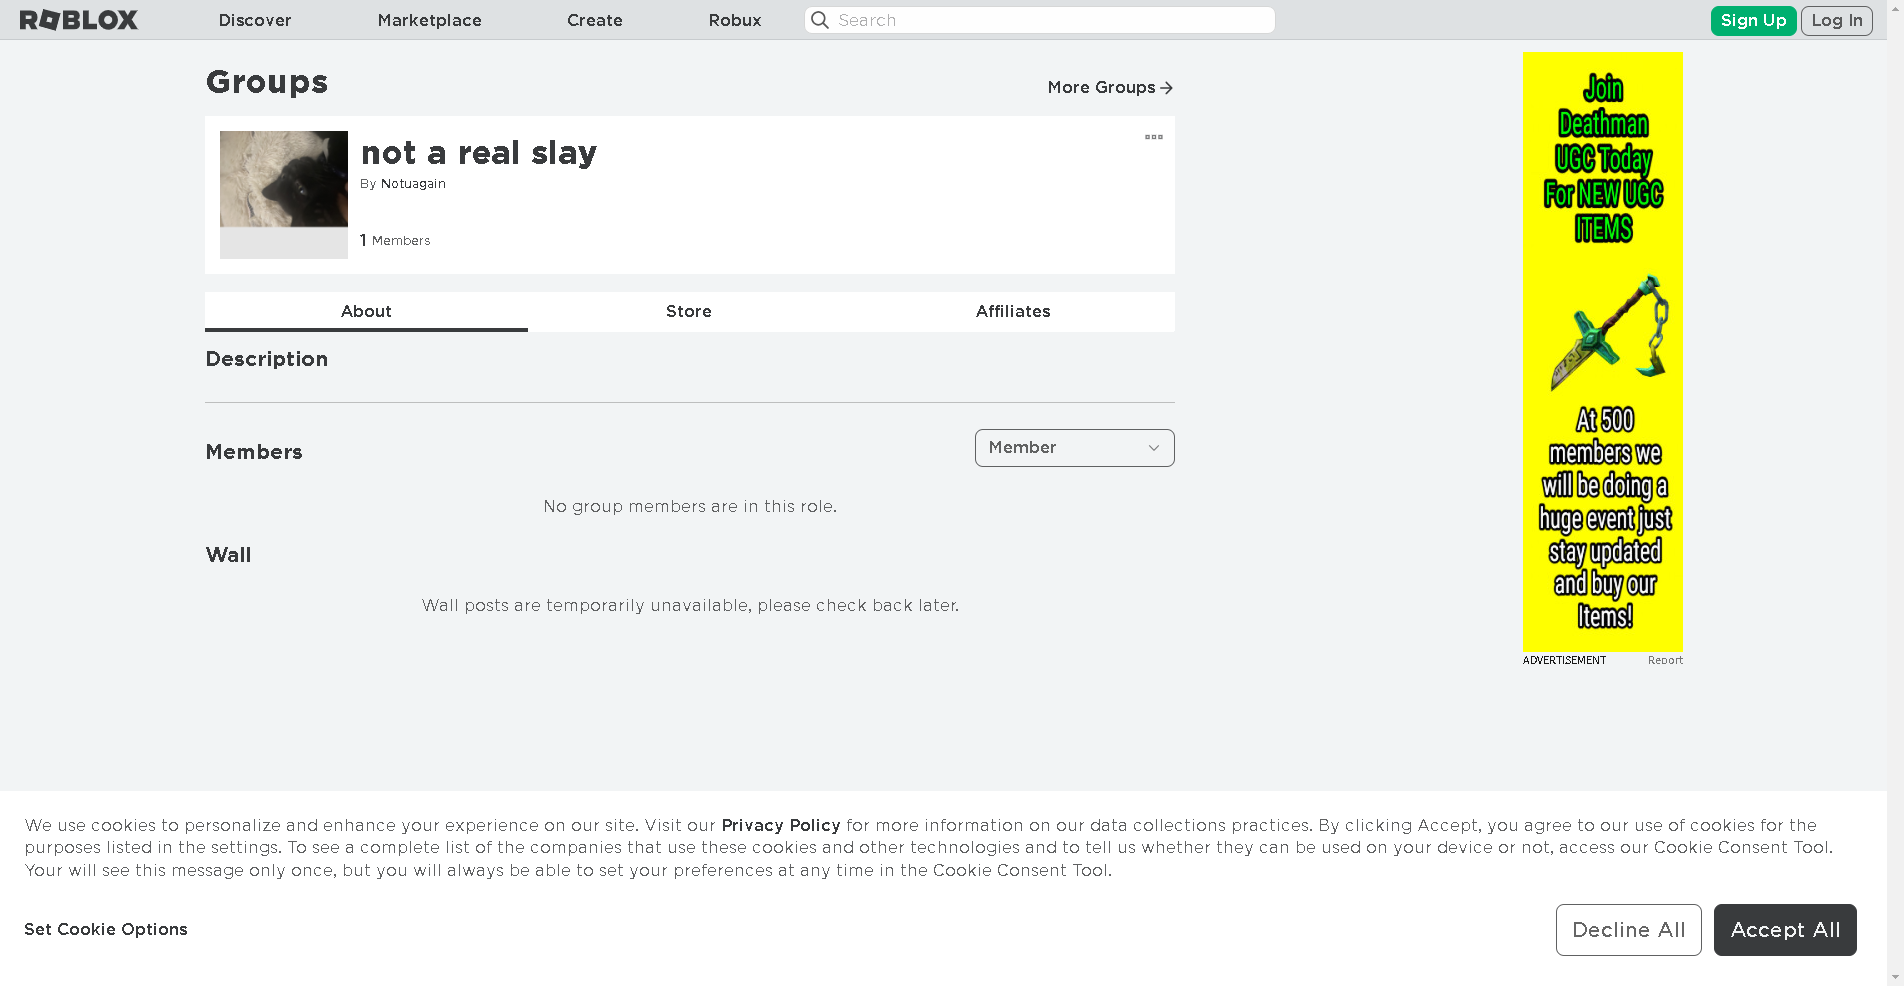 ROBLOX
Discover
Marketplace
Create
Robux
Search
Sign Up
Log In
Groups
More Groups
not a real slay
By Notuagain
1 Members
About
Store
Affiliates
Description
Members
Member
No group members are in this role.
Wall
Wall posts are temporarily unavailable, please check back later.
Join
Deathman
UGC Today
For NEW UGC
ITEMS
At 500
members we
will be doing a
huge event just
stay updated
and buy our
Items!
ADVERTISEMENT
Report
We use cookies to personalize and enhance your experience on our site. Visit our Privacy Policy for more information on our data collections practices. By clicking Accept, you agree to our use of cookies for the
purposes listed in the settings. To see a complete list of the companies that use these cookies and other technologies and to tell us whether they can be used on your device or not, access our Cookie Consent Tool.
Your will see this message only once, but you will always be able to set your preferences at any time in the Cookie Consent Tool.
Set Cookie Options
Decline All
Accept All